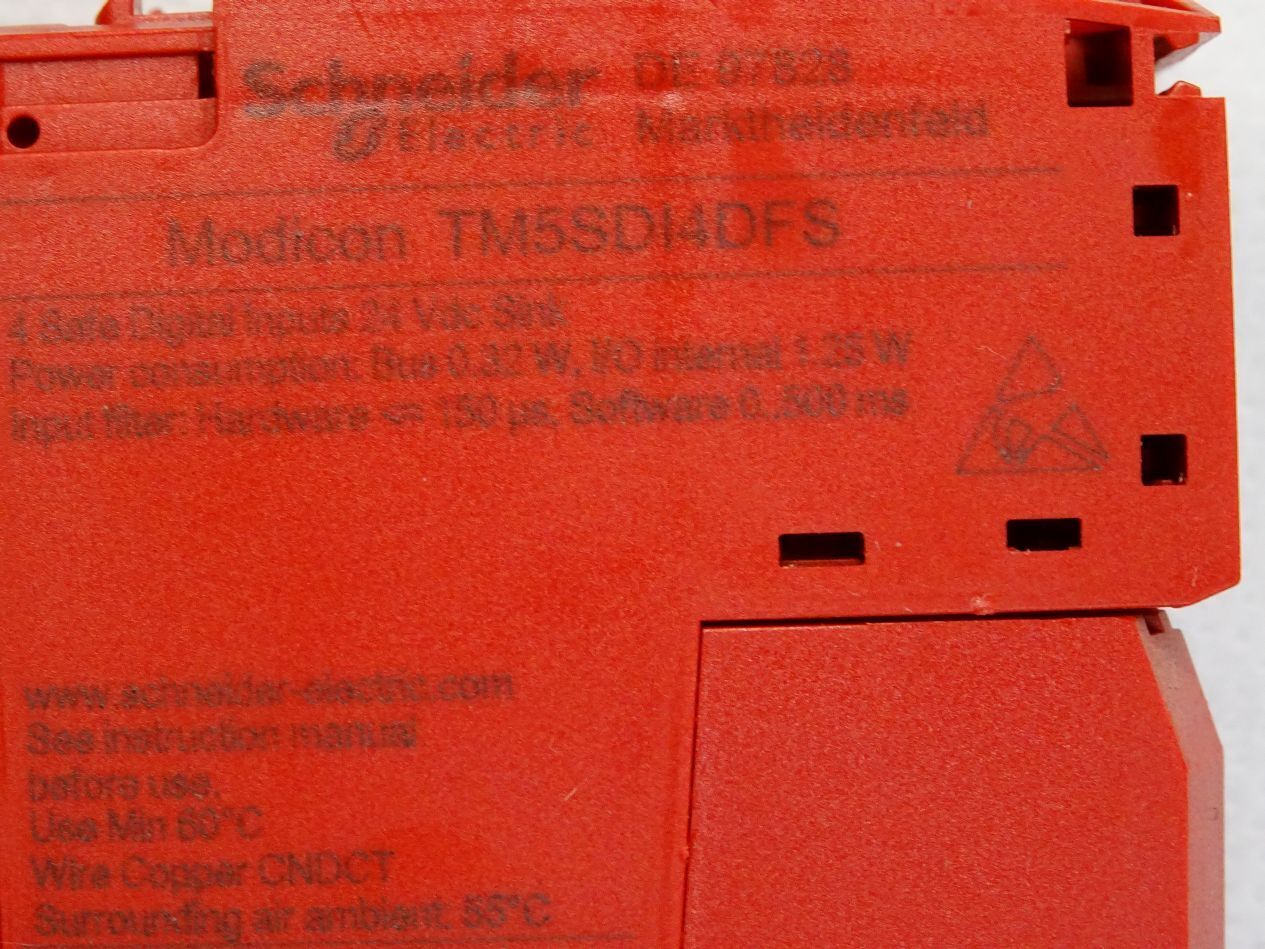 Schneider
Electric
DE 97828
Marktheidenfeld
Modicon TM5SDI4DFS
4 Safe Digital Inputs 24 Vdc Sink
Power consumption: Bus 0.32 W, I/O internal 1.25 W
Input filter: Hardware <= 150 µs, Software 0..500 ms
www.schneider-electric.com
See instruction manual
before use.
Use Min 60°C
Wire Copper CNDCT
Surrounding air ambient: 55°C